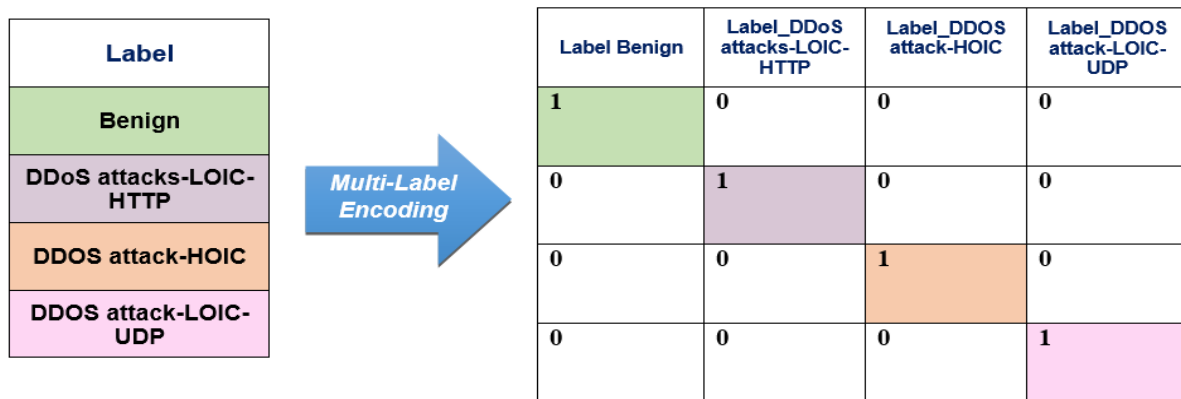 Label
Benign
DDoS attacks-LOIC-
HTTP
DDOS attack-HOIC
DDOS attack-LOIC-
UDP
Multi-Label
Encoding
Label Benign
Label_DDoS
attacks-LOIC-
HTTP
Label_DDOS
attack-HOIC
Label_DDOS
attack-LOIC-
UDP
1 0 0 0
0 1 0 0
0 0 1 0
0 0 0 1